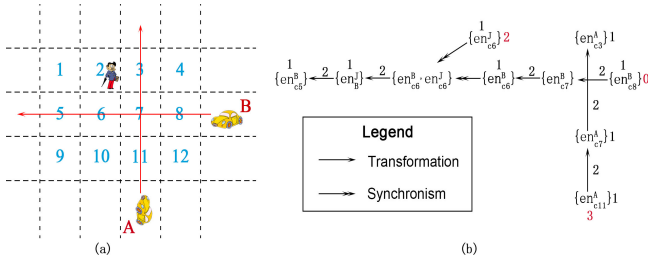 1 2 3 4
B
5 6 7 8
9 10 11 12
A
(a)
1
{en^J_c6}2
{en^A_c3}1
1 1 1 1
{en^B_c5} 2 {en^J_B} 2 {en^B_c6·en^J_c6} {en^B_c6} 2 {en^B_c7} 2 {en^B_c8}0
2
{en^A_c7}1
2
{en^A_c11}1
3
Legend
Transformation
Synchronism
(b)